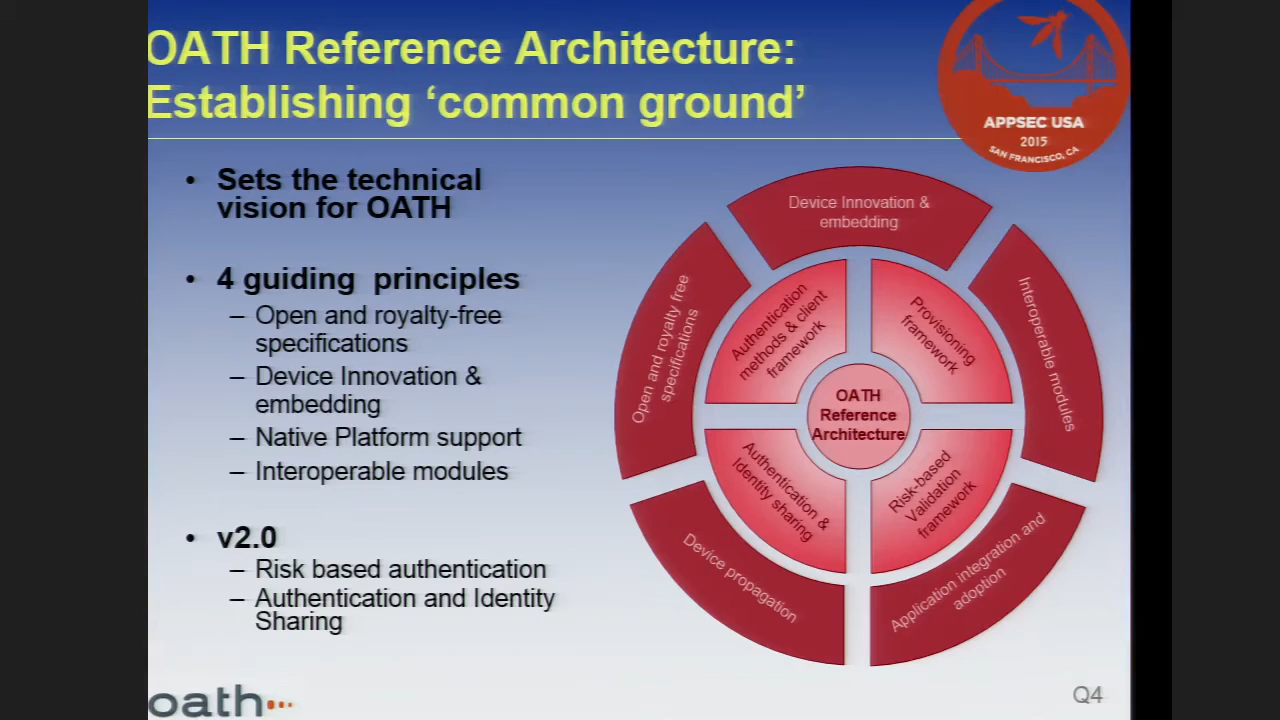 OATH Reference Architecture:
Establishing ‘common ground’
APPSEC USA
2015
SAN FRANCISCO, CA
• Sets the technical
vision for OATH
• 4 guiding principles
– Open and royalty-free
specifications
– Device Innovation &
embedding
– Native Platform support
– Interoperable modules
• v2.0
– Risk based authentication
– Authentication and Identity
Sharing
Device Innovation &
embedding
Open and royalty free
specifications
Interoperable modules
Authentication
methods & client
framework
Provisioning
framework
OATH
Reference
Architecture
Authentication &
Identity sharing
Risk-based
Validation
framework
Device propagation
Application integration and
adoption
oath
Q4